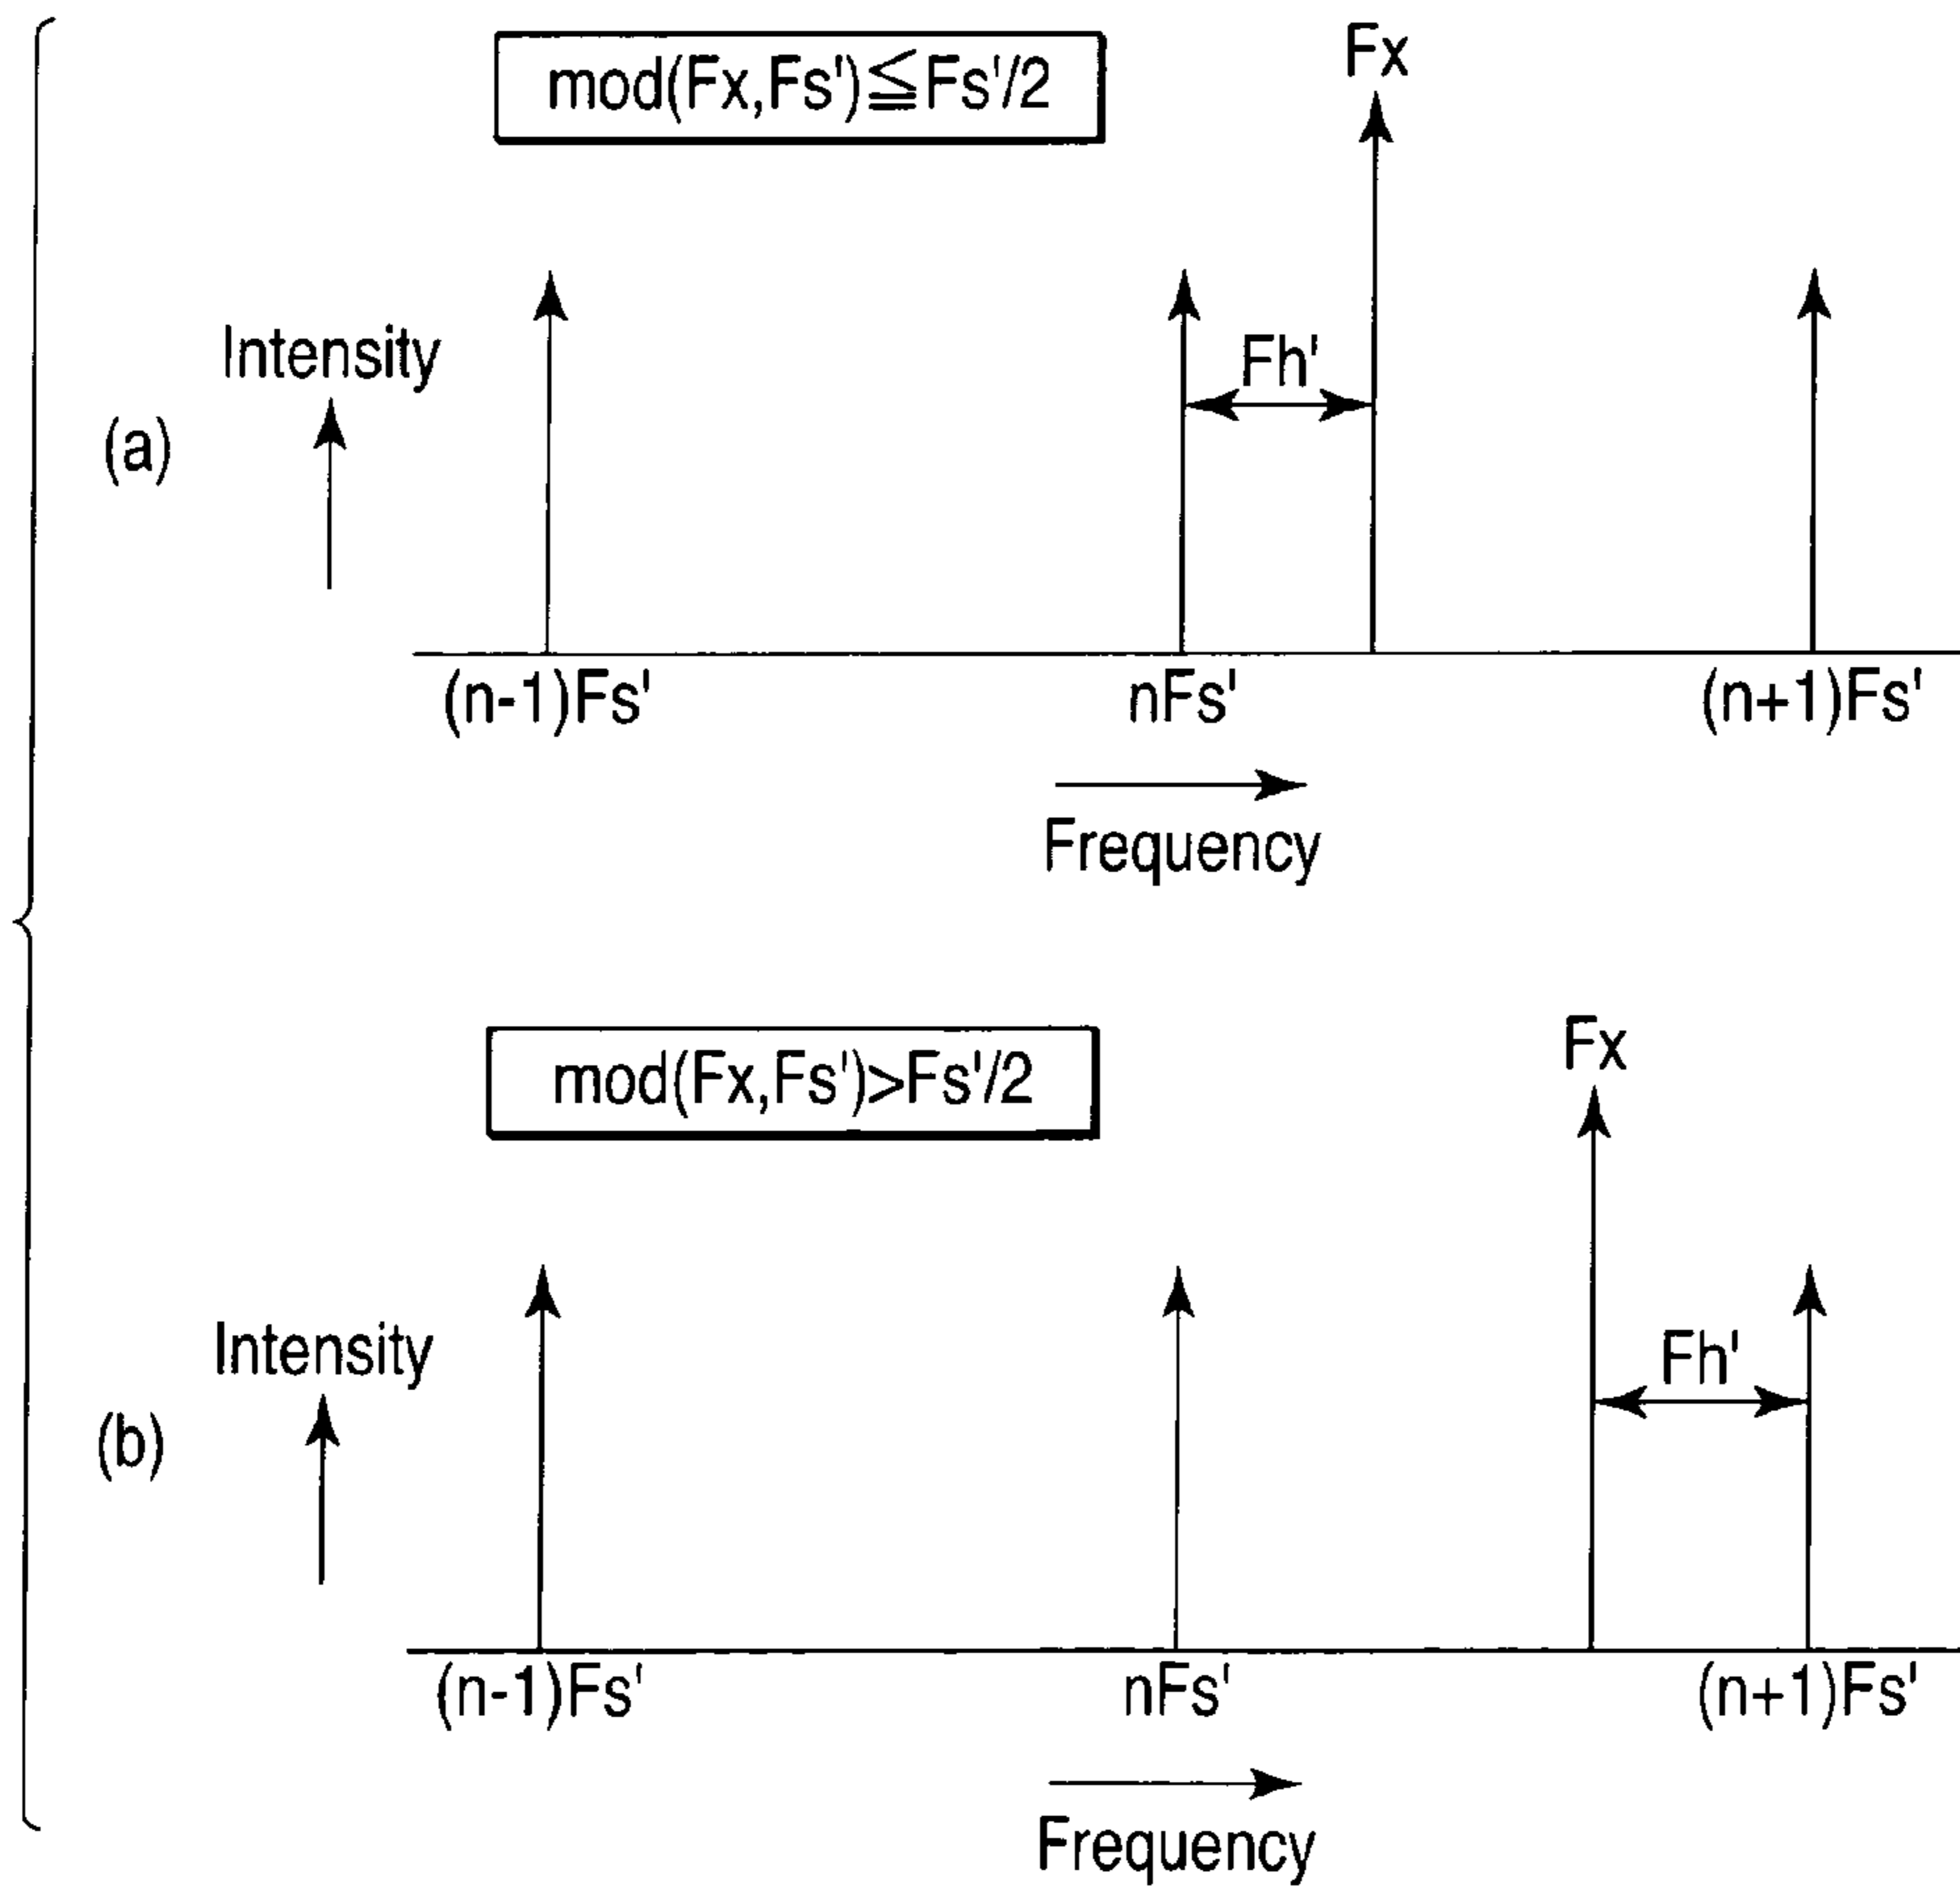 mod(Fx,Fs')≦Fs'/2
Fx
Intensity
Fh'
(a)
(n-1)Fs'
nFs'
(n+1)Fs'
Frequency
mod(Fx,Fs')>Fs'/2
Fx
Intensity
Fh'
(b)
(n-1)Fs'
nFs'
(n+1)Fs'
Frequency